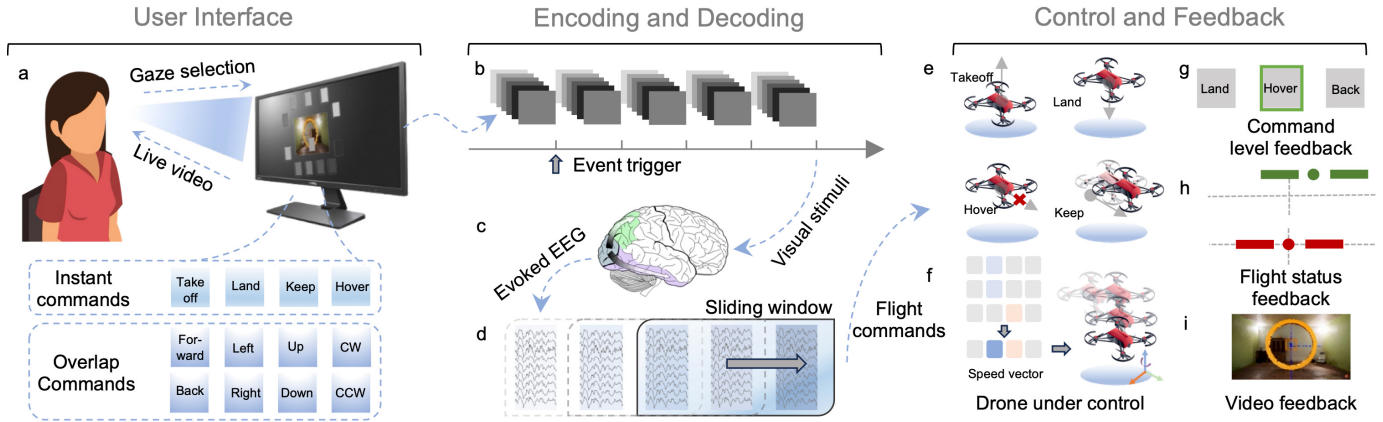 User Interface
Encoding and Decoding
Control and Feedback
a
Gaze selection
Live video
Instant
commands
Take
off
Land
Keep
Hover
Overlap
Commands
For-
ward
Left
Up
CW
Back
Right
Down
CCW
b
Event trigger
c
Visual stimuli
Evoked EEG
d
Sliding window
Flight
commands
e
Takeoff
Land
Hover
Keep
f
Speed vector
Drone under control
g
Land
Hover
Back
Command
level feedback
h
Flight status
feedback
i
Video feedback